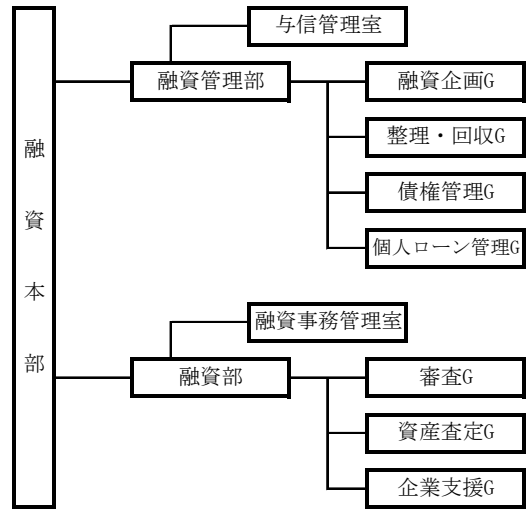 融資本部
与信管理室
融資管理部
融資企画G
整理・回収G
債権管理G
個人ローン管理G
融資事務管理室
融資部
審査G
資産査定G
企業支援G